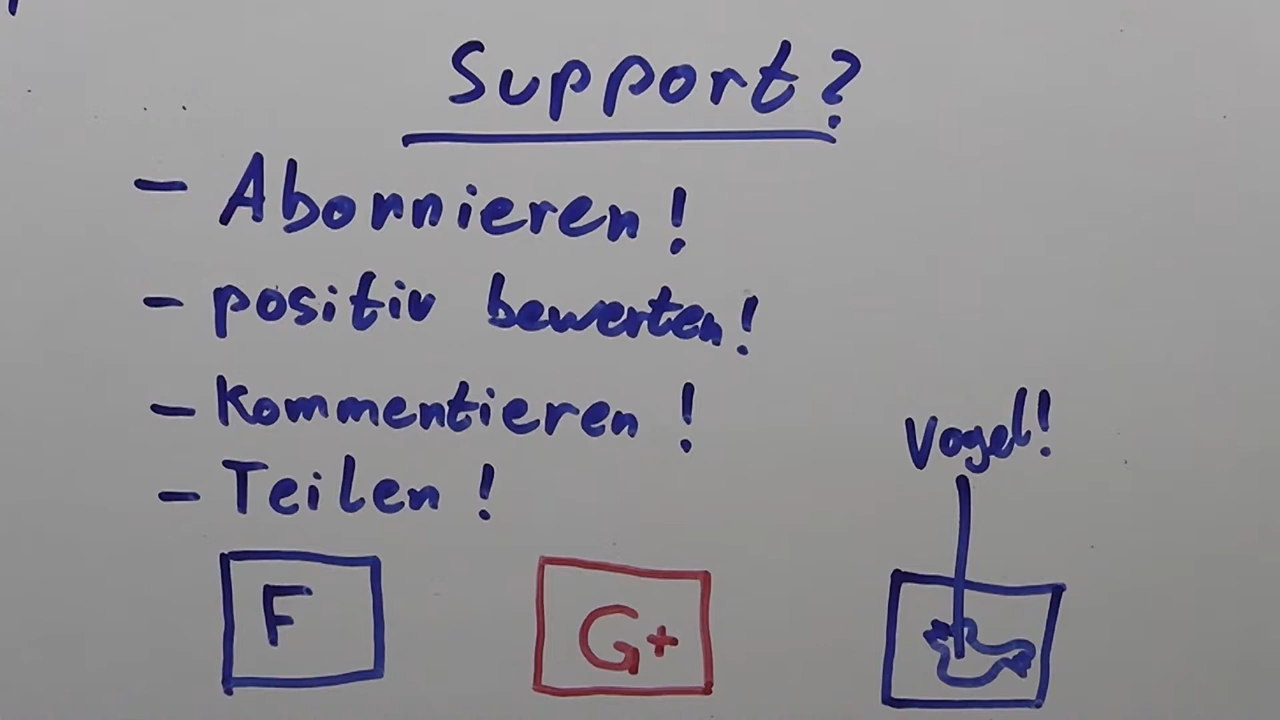 Support?
- Abonnieren!
- positiv bewerten!
- Kommentieren!
- Teilen!
Vogel!
F
G+